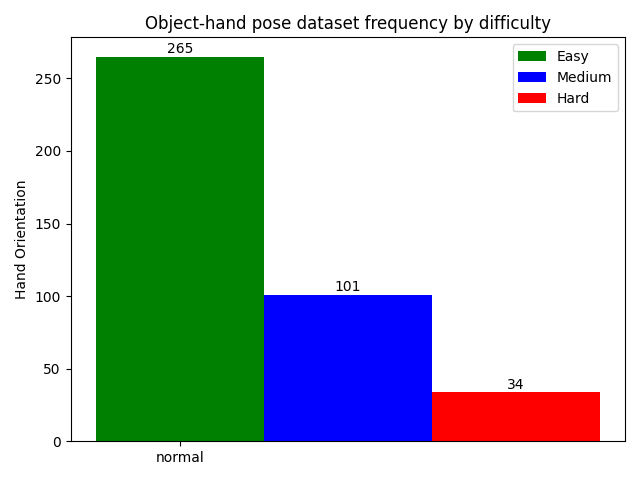 Object-hand pose dataset frequency by difficulty
265
101
34
Easy
Medium
Hard
250
200
150
100
50
0
Hand Orientation
normal